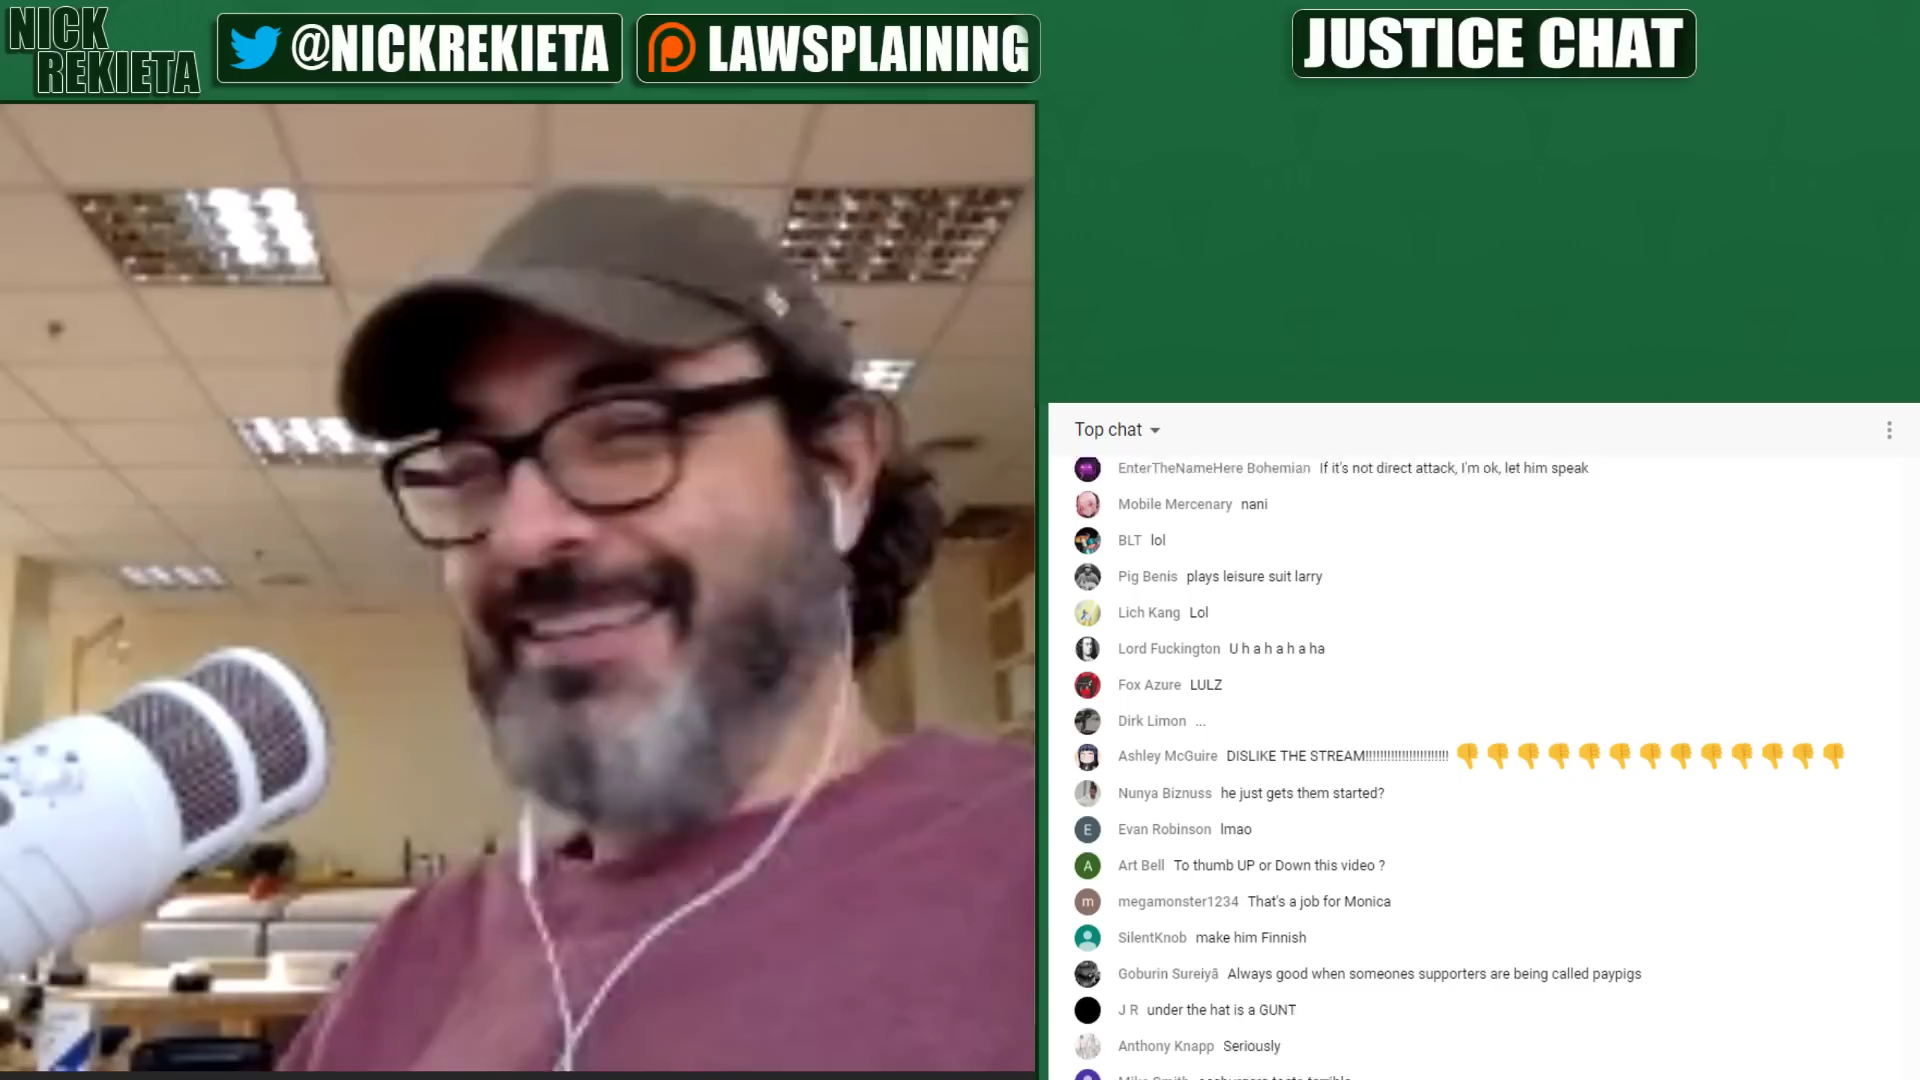 NICK
REKIETA
@NICKREKIETA
LAWSPLAINING
JUSTICE CHAT
Top chat
EnterTheNameHere Bohemian If it's not direct attack, I'm ok, let him speak
Mobile Mercenary nani
BLT lol
Pig Benis plays leisure suit larry
Lich Kang Lol
Lord Fuckington U h a h a h a ha
Fox Azure LULZ
Dirk Limon ...
Ashley McGuire DISLIKE THE STREAM!!!!!!!!!!!!!!!!!!!!!!!! 👎👎👎👎👎👎👎👎👎👎👎👎👎
Nunya Biznuss he just gets them started?
E Evan Robinson lmao
A Art Bell To thumb UP or Down this video ?
m megamonster1234 That's a job for Monica
SilentKnob make him Finnish
Goburin Sureiyā Always good when someones supporters are being called paypigs
J R under the hat is a GUNT
Anthony Knapp Seriously